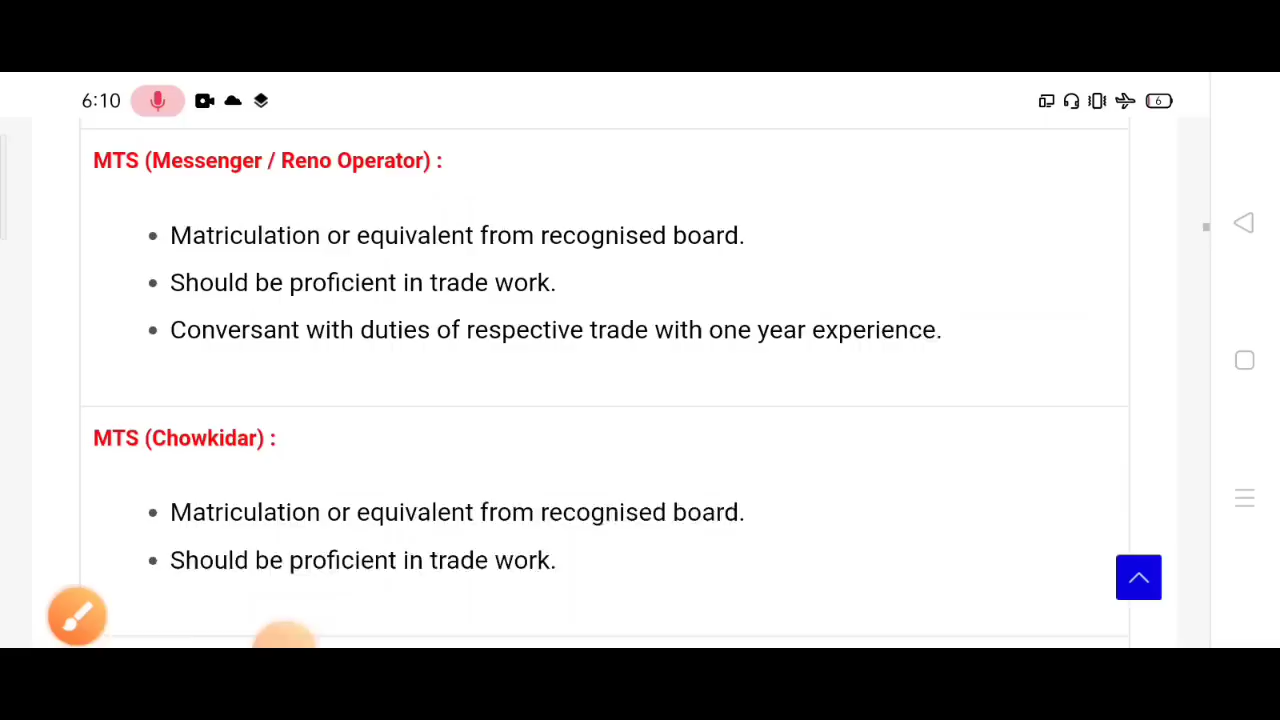 6:10
6
MTS (Messenger / Reno Operator) :
Matriculation or equivalent from recognised board.
Should be proficient in trade work.
Conversant with duties of respective trade with one year experience.
MTS (Chowkidar) :
Matriculation or equivalent from recognised board.
Should be proficient in trade work.